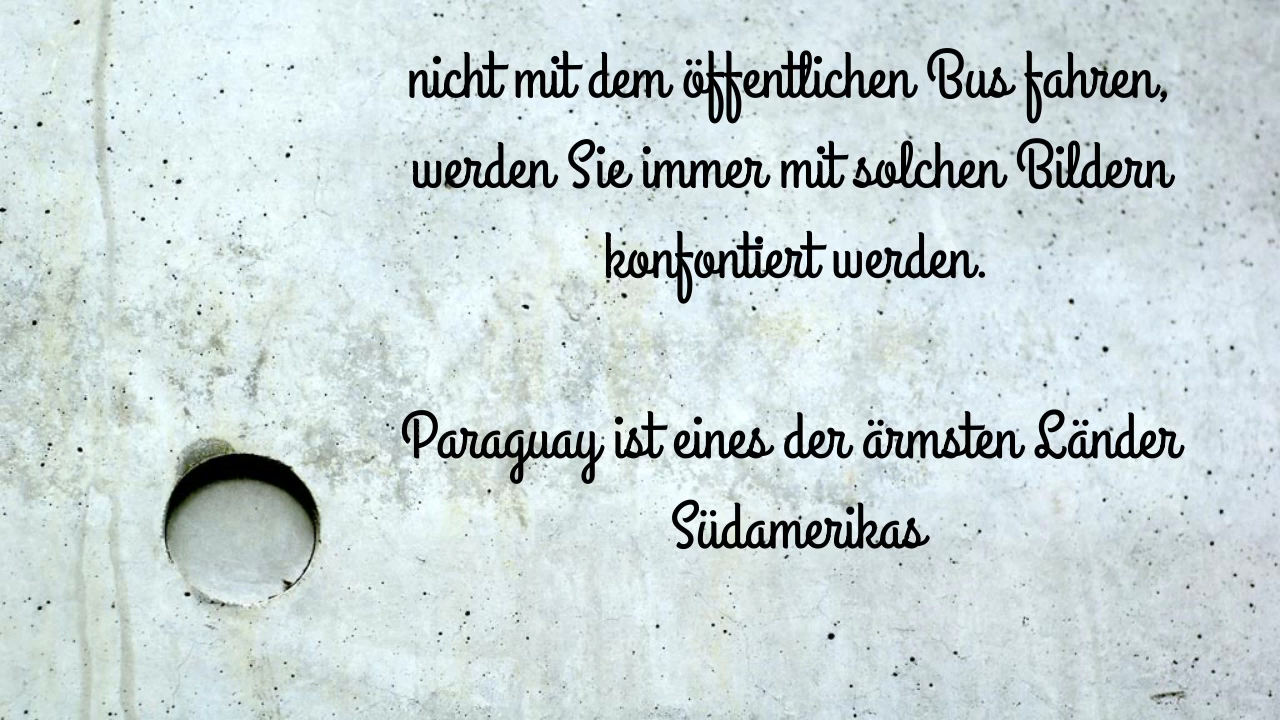 nicht mit dem öffentlichen Bus fahren,
werden Sie immer mit solchen Bildern
konfontiert werden.
Paraguay ist eines der ärmsten Länder
Südamerikas